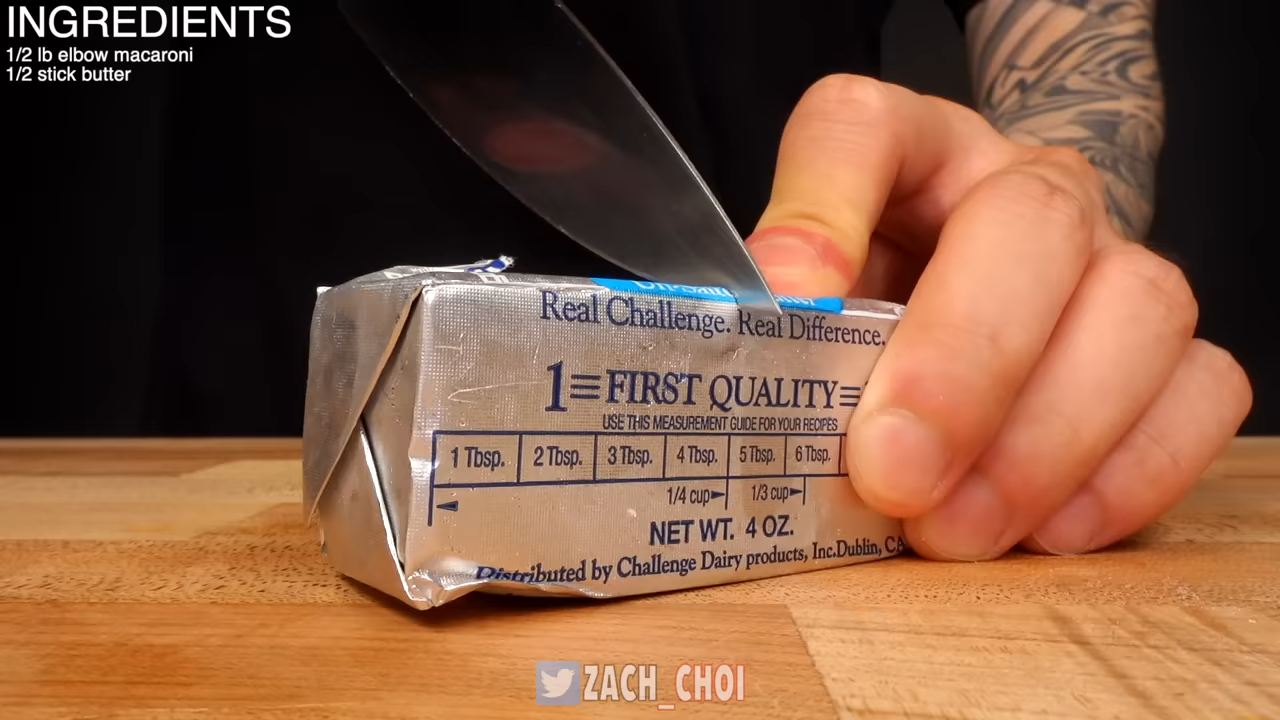 INGREDIENTS
1/2 lb elbow macaroni
1/2 stick butter
Real Challenge. Real Difference.
1 FIRST QUALITY
USE THIS MEASUREMENT GUIDE FOR YOUR RECIPES
1 Tbsp. 2 Tbsp. 3 Tbsp. 4 Tbsp. 5 Tbsp. 6 Tbsp.
1/4 cup 1/3 cup
NET WT. 4 OZ.
Distributed by Challenge Dairy products, Inc.Dublin, CA
ZACH_CHOI